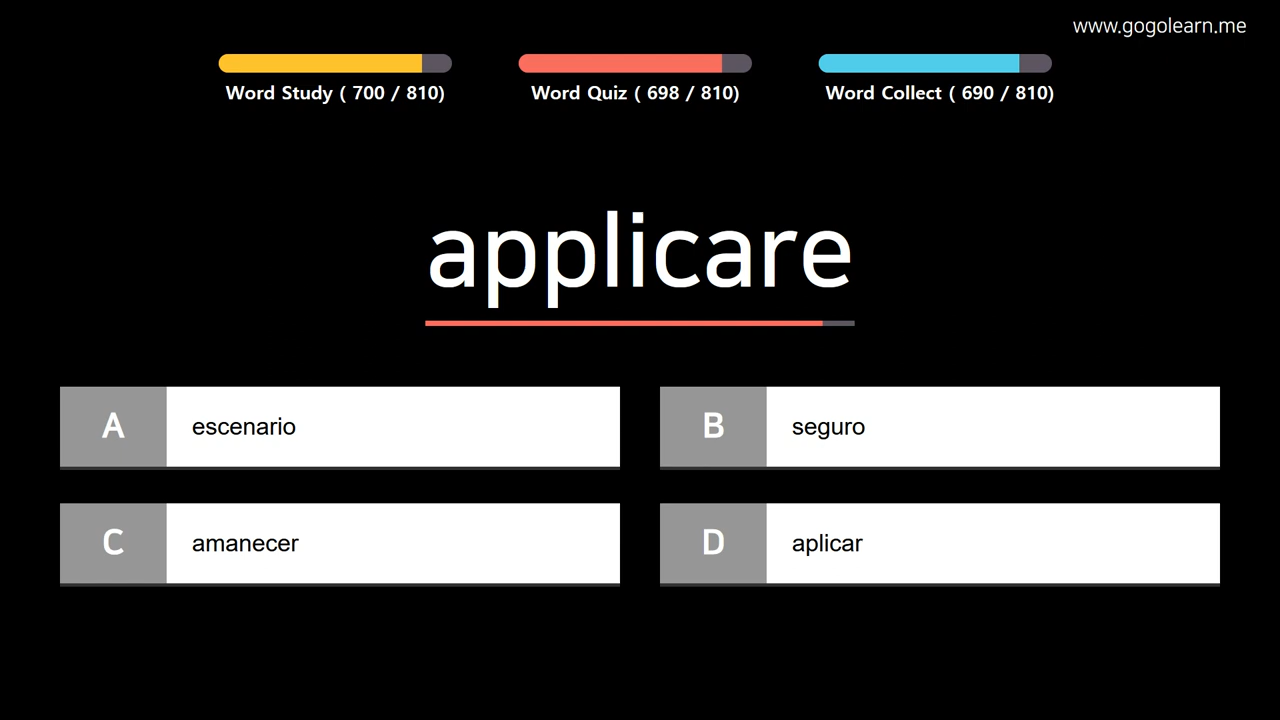 www.gogolearn.me
Word Study ( 700 / 810)
Word Quiz ( 698 / 810)
Word Collect ( 690 / 810)
applicare
A escenario
B seguro
C amanecer
D aplicar